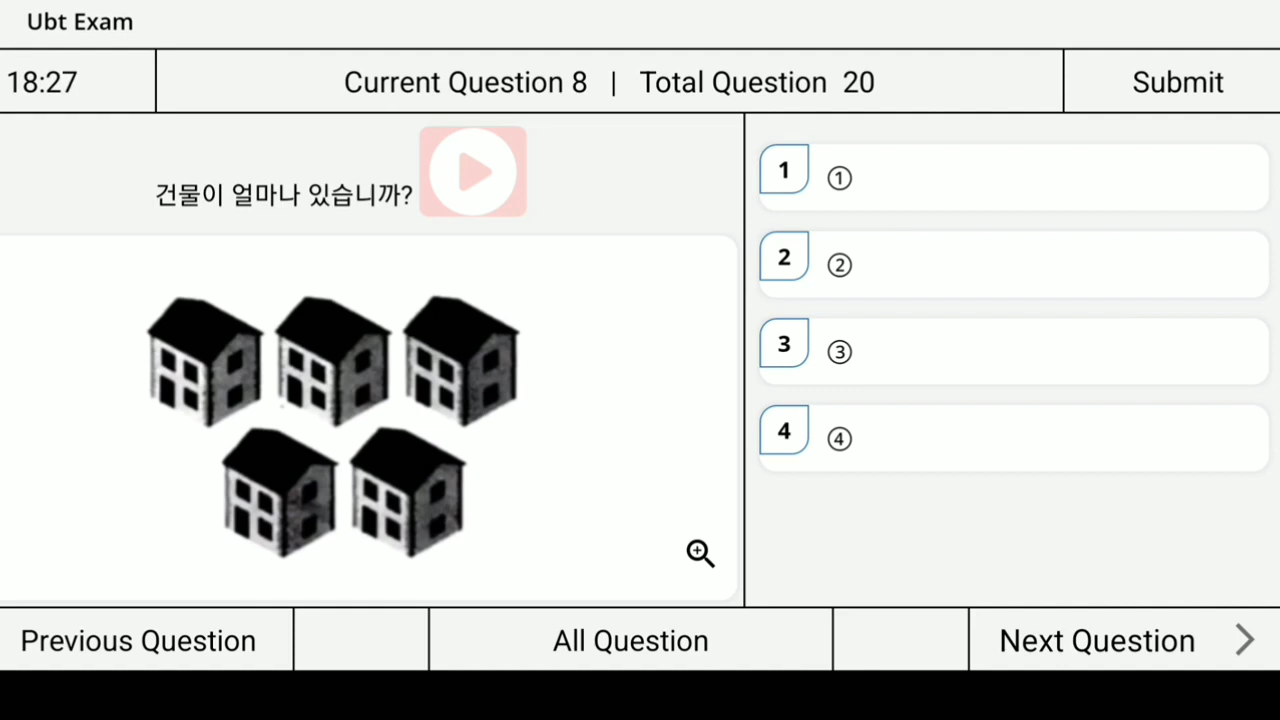 Ubt Exam
18:27
Current Question 8 | Total Question 20
Submit
건물이 얼마나 있습니까?
1 ①
2 ②
3 ③
4 ④
Previous Question
All Question
Next Question